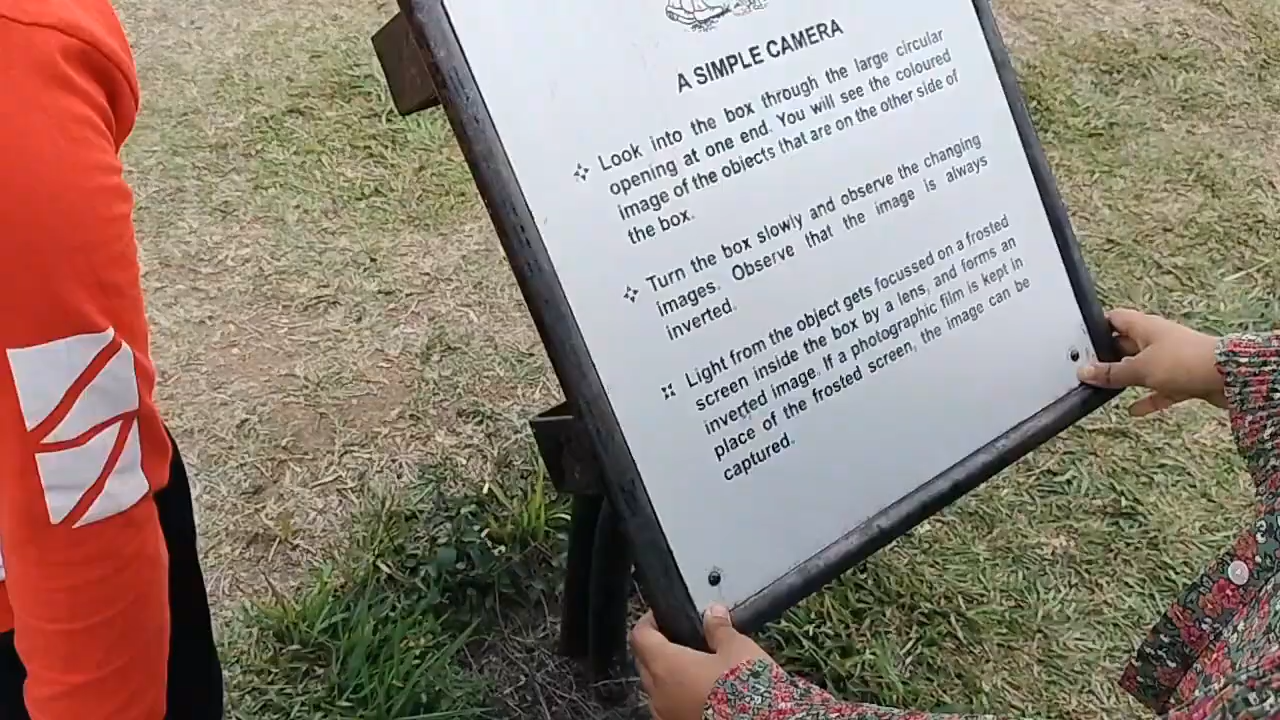 A SIMPLE CAMERA
Look into the box through the large circular
opening at one end. You will see the coloured
image of the objects that are on the other side of
the box.
Turn the box slowly and observe the changing
images. Observe that the image is always
inverted.
Light from the object gets focussed on a frosted
screen inside the box by a lens, and forms an
inverted image. If a photographic film is kept in
place of the frosted screen, the image can be
captured.